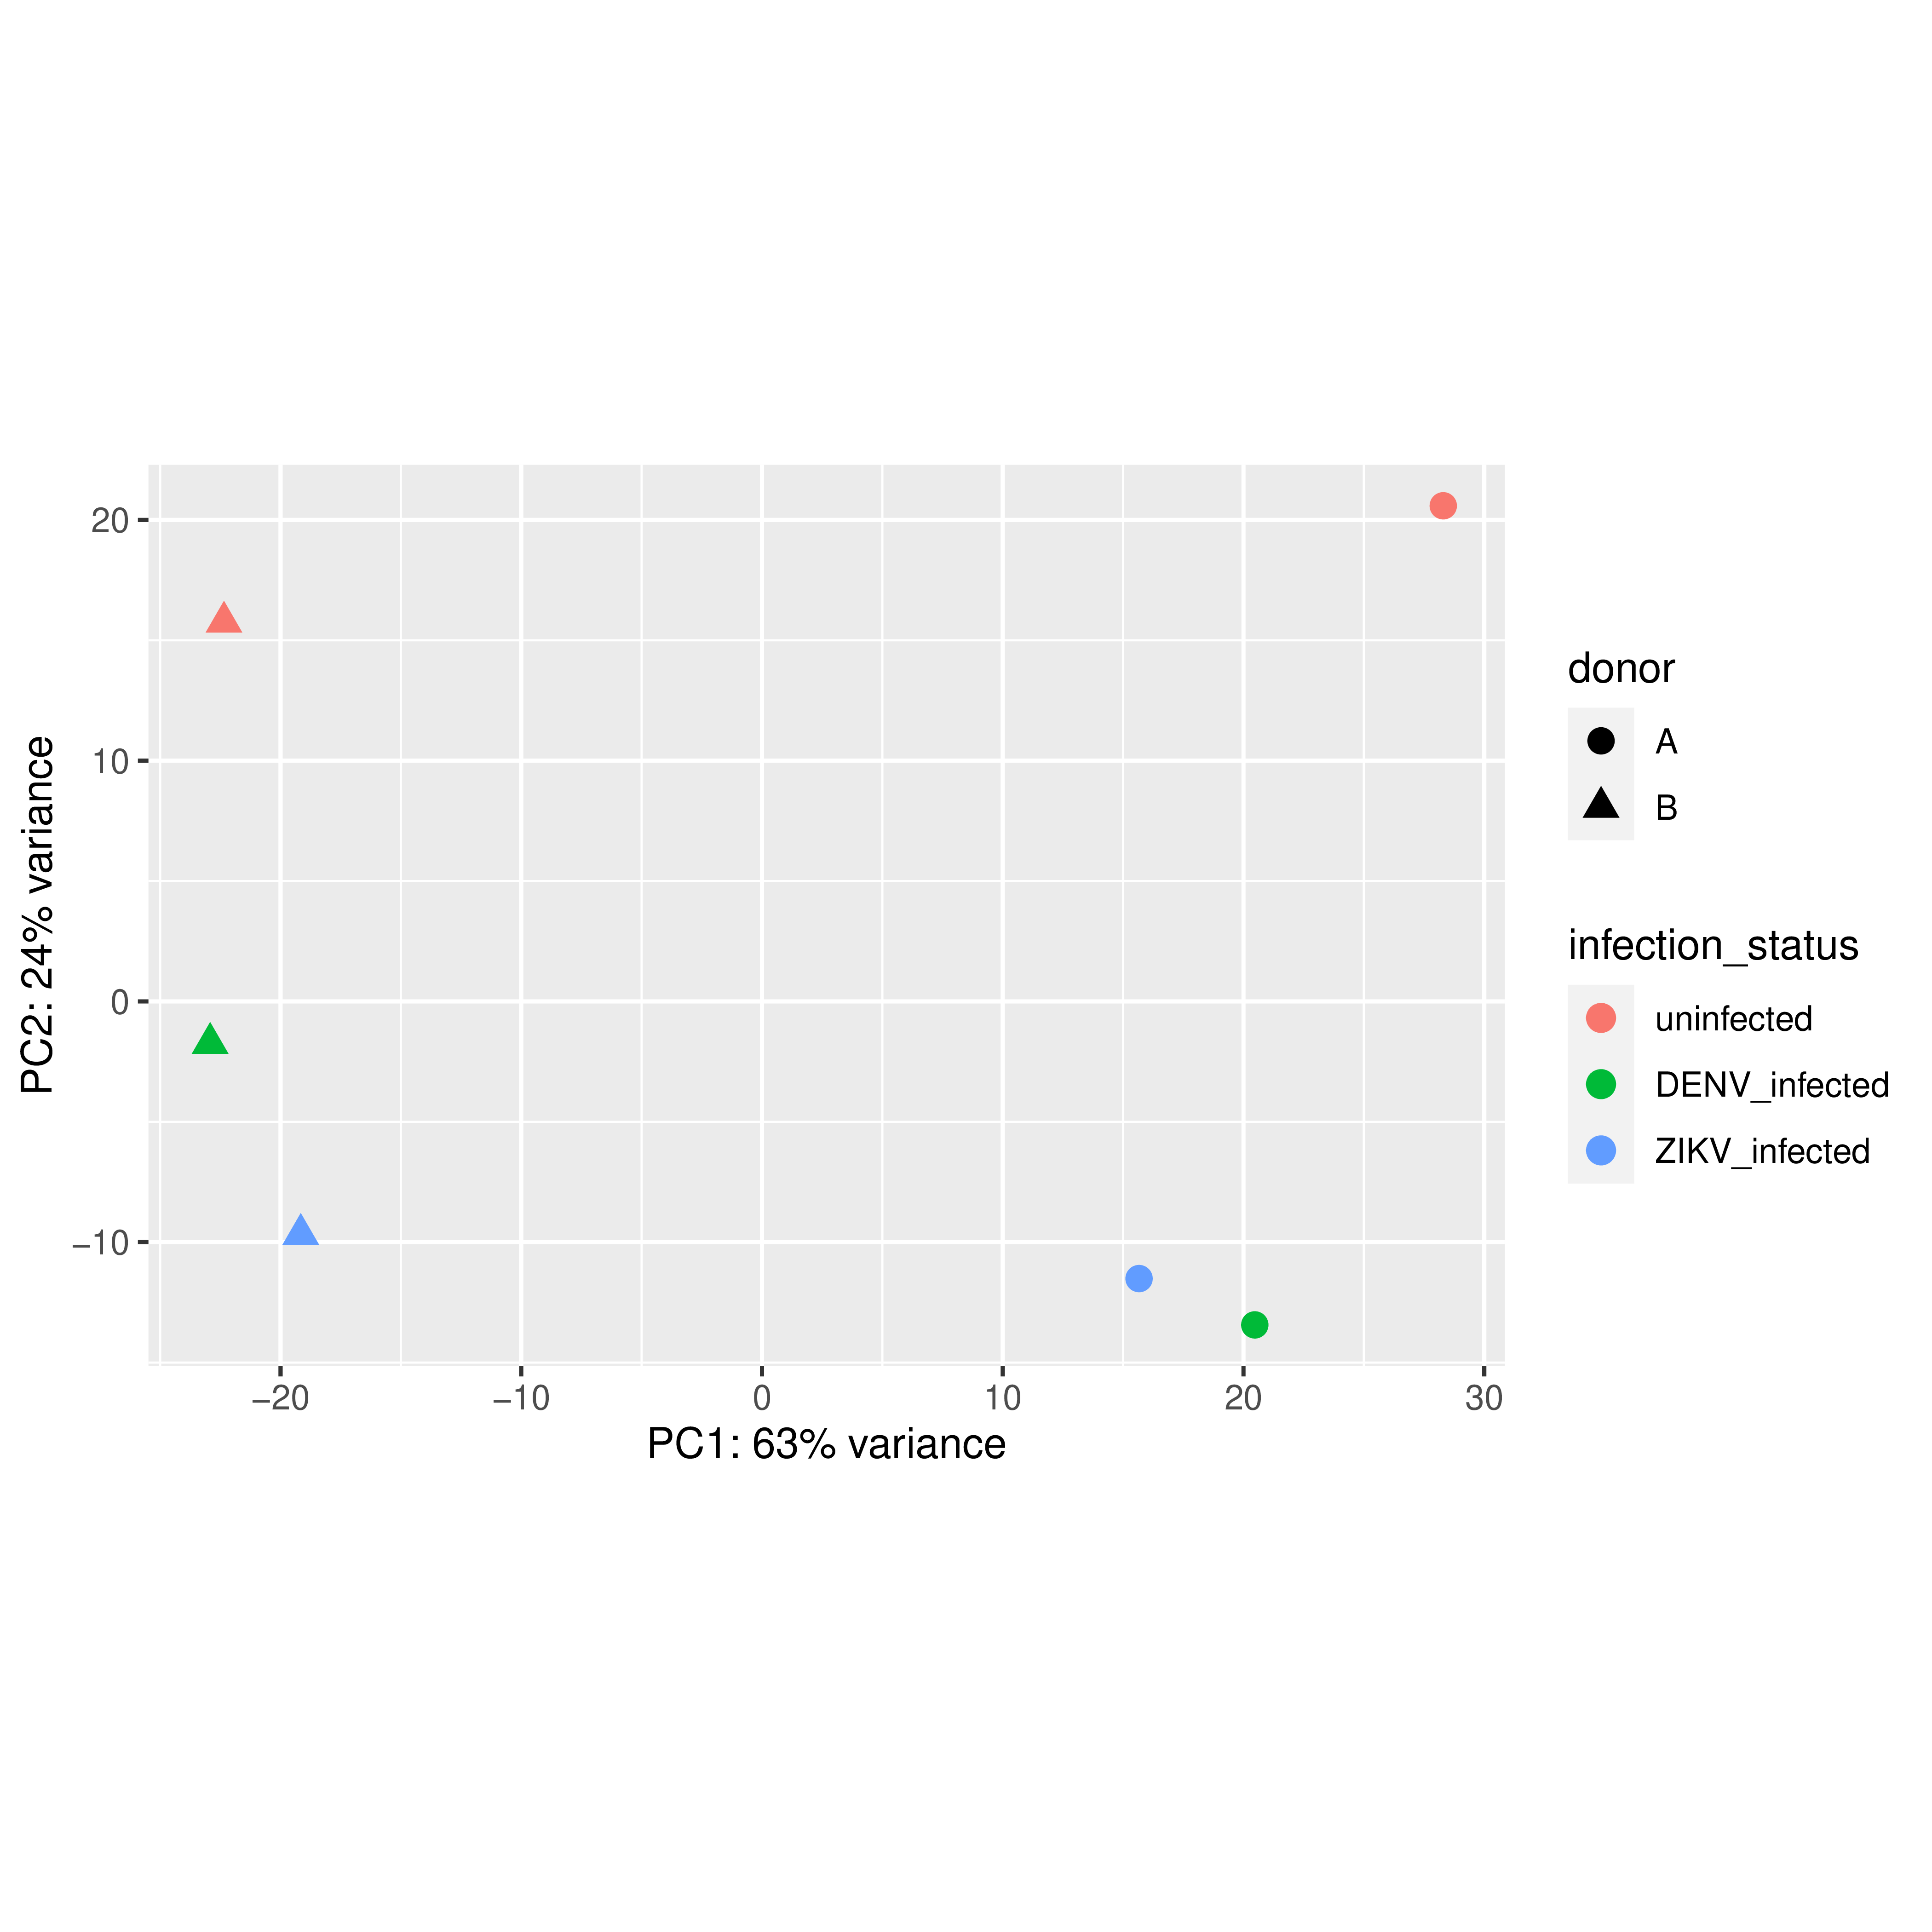 20
10
0
−10
−20
−10
0
10
20
30
PC1: 63% variance
PC2: 24% variance
donor
A
B
infection_status
uninfected
DENV_infected
ZIKV_infected